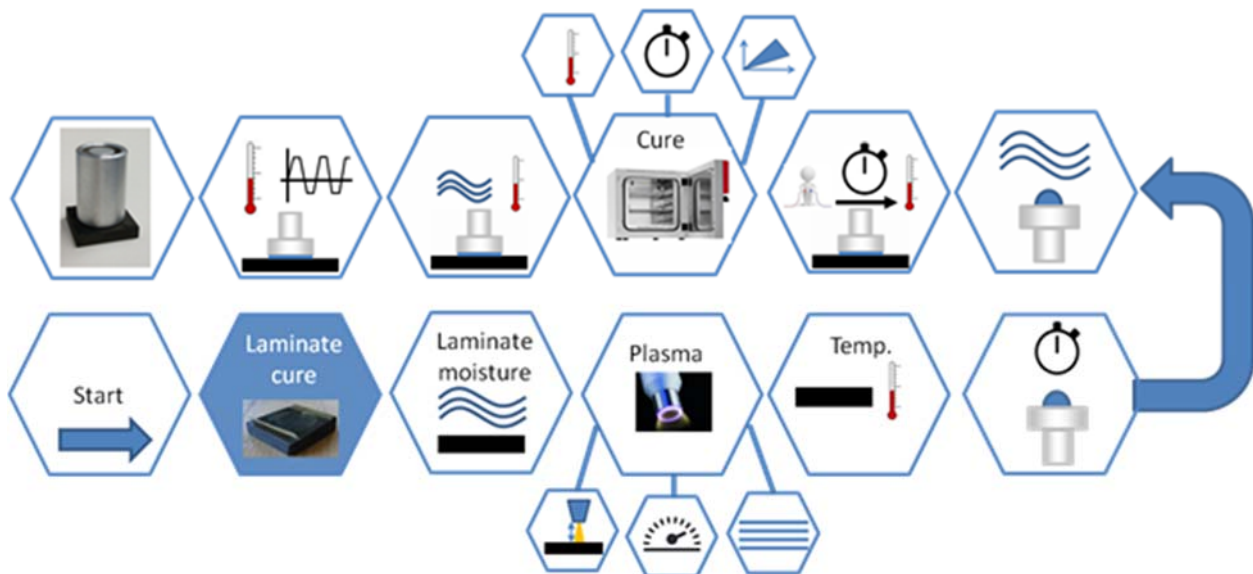 Cure
Start
Laminate
cure
Laminate
moisture
Plasma
Temp.